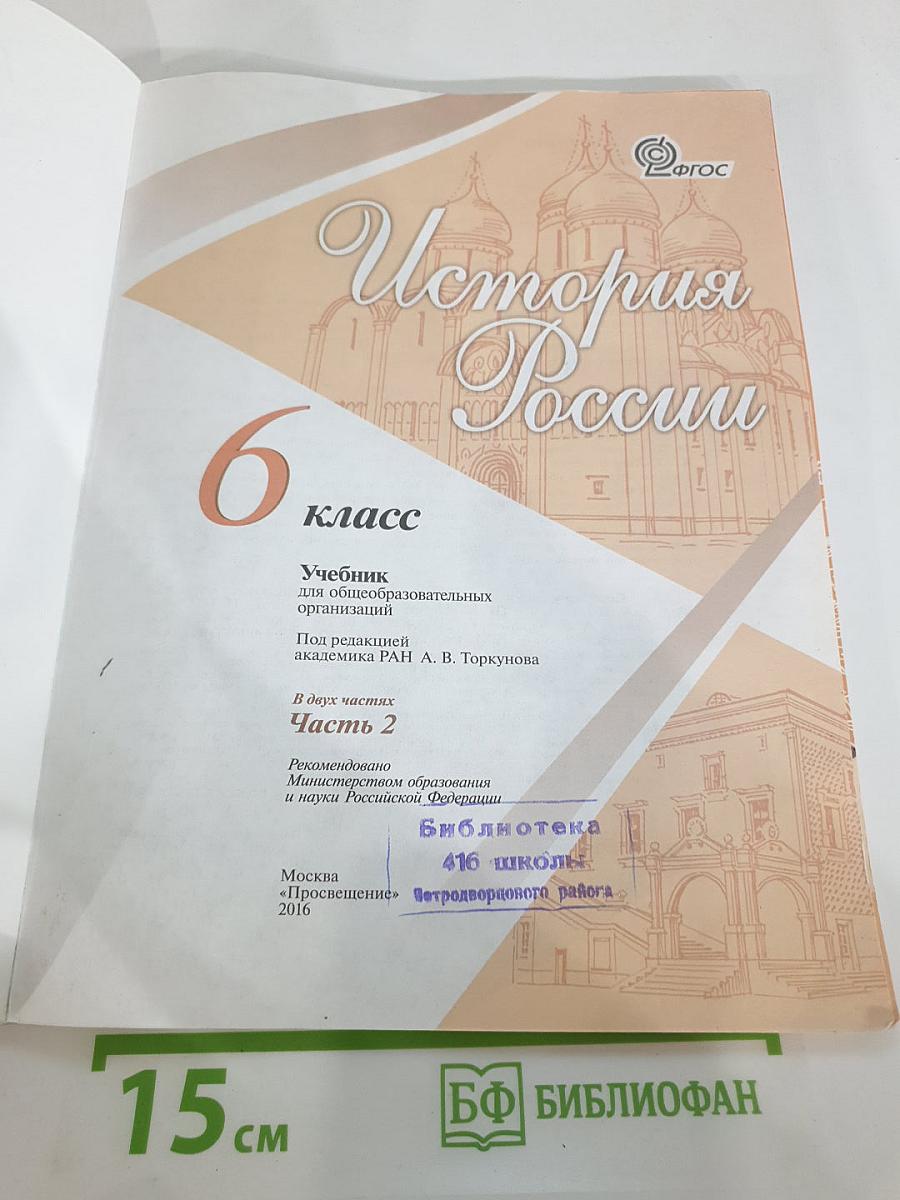 ФГОС
История
России
6 класс
Учебник
для общеобразовательных
организаций
Под редакцией
академика РАН А. В. Торкунова
В двух частях
Часть 2
Рекомендовано
Министерством образования
и науки Российской Федерации
Библиотека
416 школы
Петродворцового района
Москва
«Просвещение»
2016
15 см
БФ БИБЛИОФАН